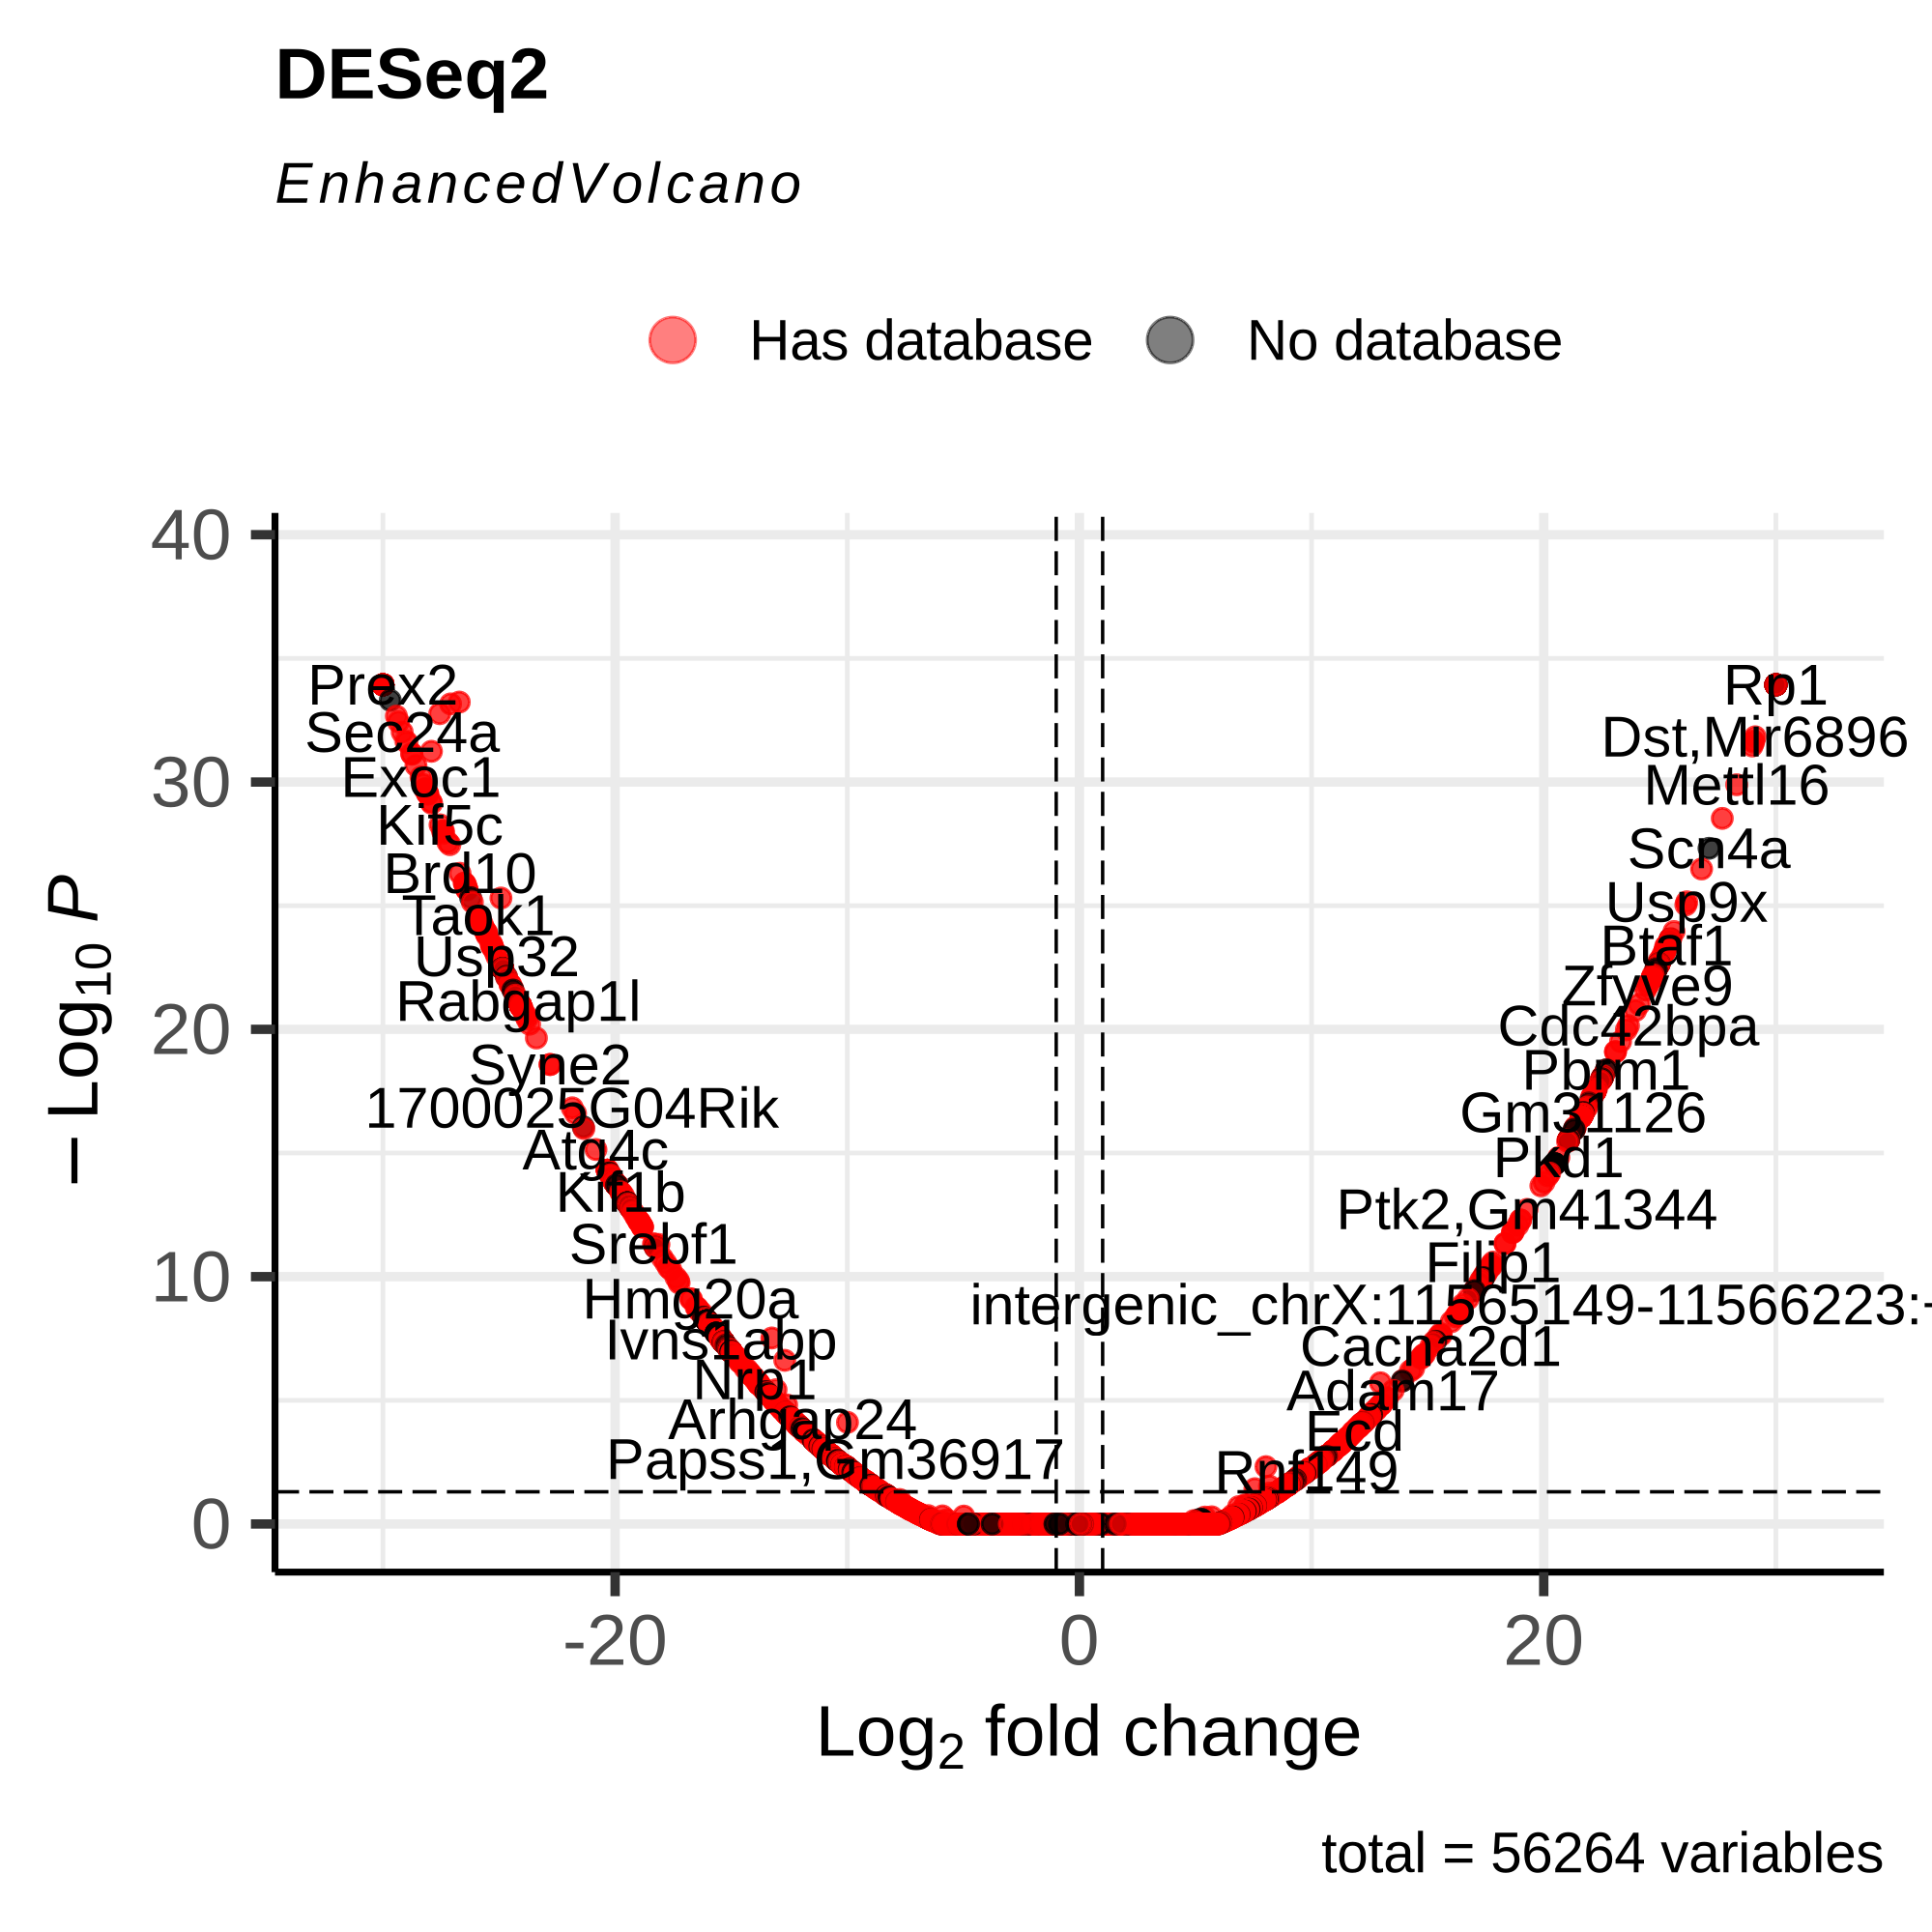 DESeq2
EnhancedVolcano
Has database
No database
40
30
20
10
0
− Log10 P
Prex2
Rp1
Sec24a
Dst,Mir6896
Exoc1
Mettl16
Kif5c
Scn4a
Brd10
Usp9x
Taok1
Btaf1
Usp32
Zfyve9
Rabgap1l
Cdc42bpa
Syne2
Pbrm1
1700025G04Rik
Gm31126
Atg4c
Pkd1
Kif1b
Ptk2,Gm41344
Srebf1
Filip1
Hmg20a
intergenic_chrX:11565149-11566223:
Ivns1abp
Cacna2d1
Nrp1
Adam17
Arhgap24
Ecd
Papss1,Gm36917
Rnf149
-20
0
20
Log2 fold change
total = 56264 variables